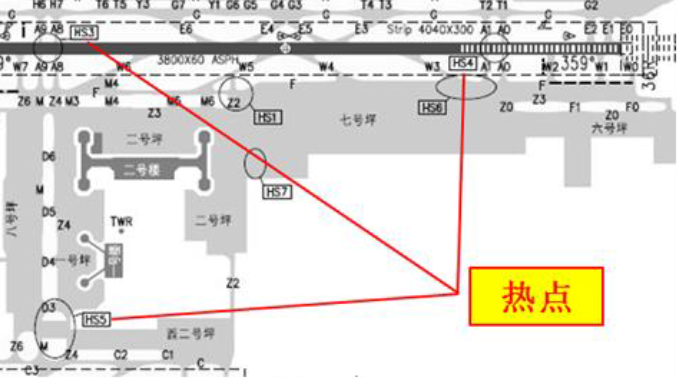 H6 H7 T6 T5 Y3 Y1 G6 G5 G4 G3 T4 T3 T2 T1 G2
G G G G
A9 A8 HS3 E6 E4 E5 E3 Strip 4040X300 A1 A0 E2 E1 E0
3800X60 ASPH
W7 A9 A8 W6 W5 W4 W3 HS4 A1 A0 W2 359° W1 W0
36R
M4 F F
Z6 M Z4 M3 M4 M5 M6 Z2 HS1 HS6 Z0 Z3 F1 F0
Z3 Z0
七号坪 六号坪
二号坪
D6
二号楼 HS7
M
八号坪 D5 Z4 TWR 二号坪
D4 一号坪
Z2
热点
D3
HS5
西二号坪
Z6 M Z4 C2 C1 C
C3